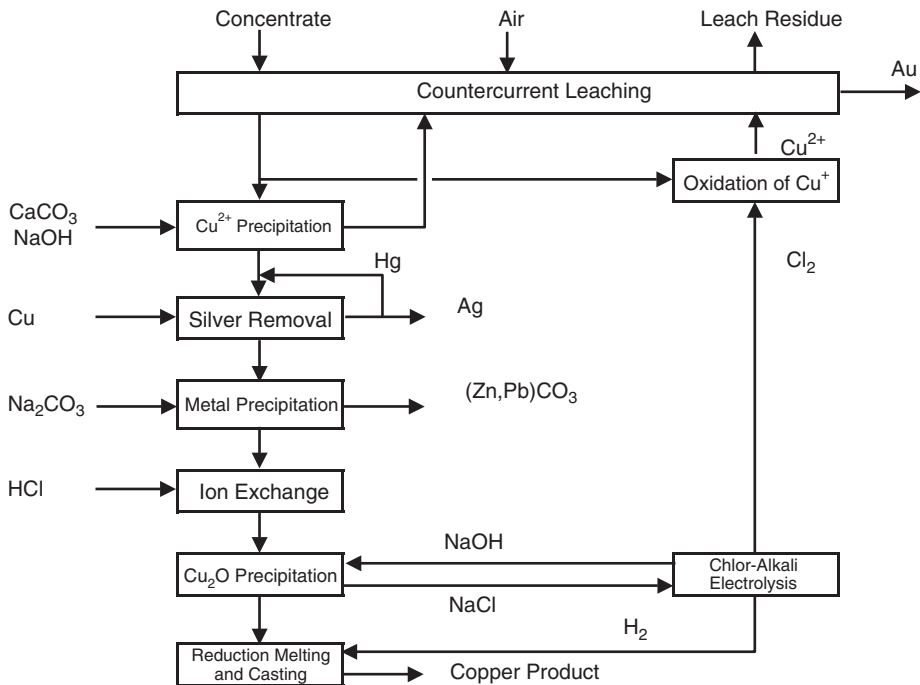 Concentrate
Air
Leach Residue
Countercurrent Leaching
Au
Cu²⁺
Oxidation of Cu⁺
CaCO₃
NaOH
Cu²⁺ Precipitation
Cl₂
Hg
Cu
Silver Removal
Ag
Na₂CO₃
Metal Precipitation
(Zn,Pb)CO₃
HCl
Ion Exchange
NaOH
Cu₂O Precipitation
Chlor-Alkali
Electrolysis
NaCl
H₂
Reduction Melting
and Casting
Copper Product